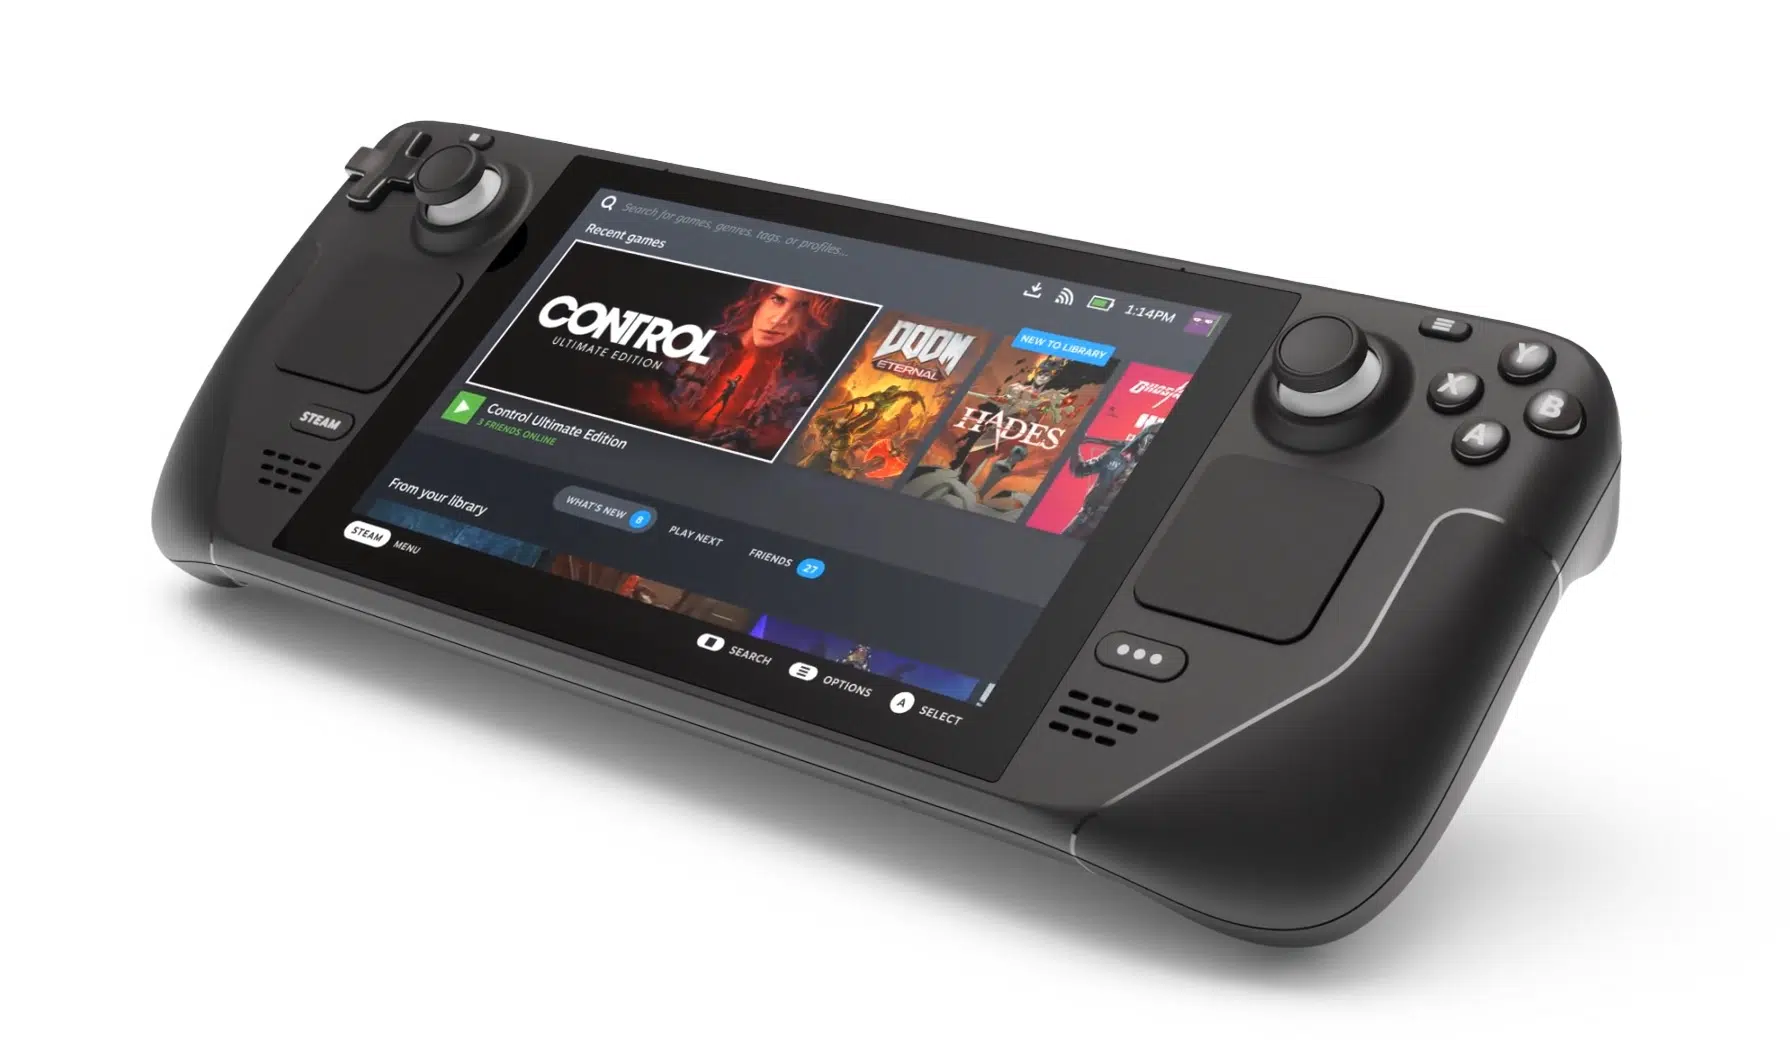 Search for games, genres, tags, or profiles...
Recent games
1:14PM
CONTROL
ULTIMATE EDITION
DOOM
ETERNAL
NEW TO LIBRARY
HADES
Control Ultimate Edition
3 FRIENDS ONLINE
From your library
WHAT'S NEW 8
PLAY NEXT
FRIENDS 27
STEAM MENU
SEARCH
OPTIONS
A SELECT
STEAM
Y
X
B
A